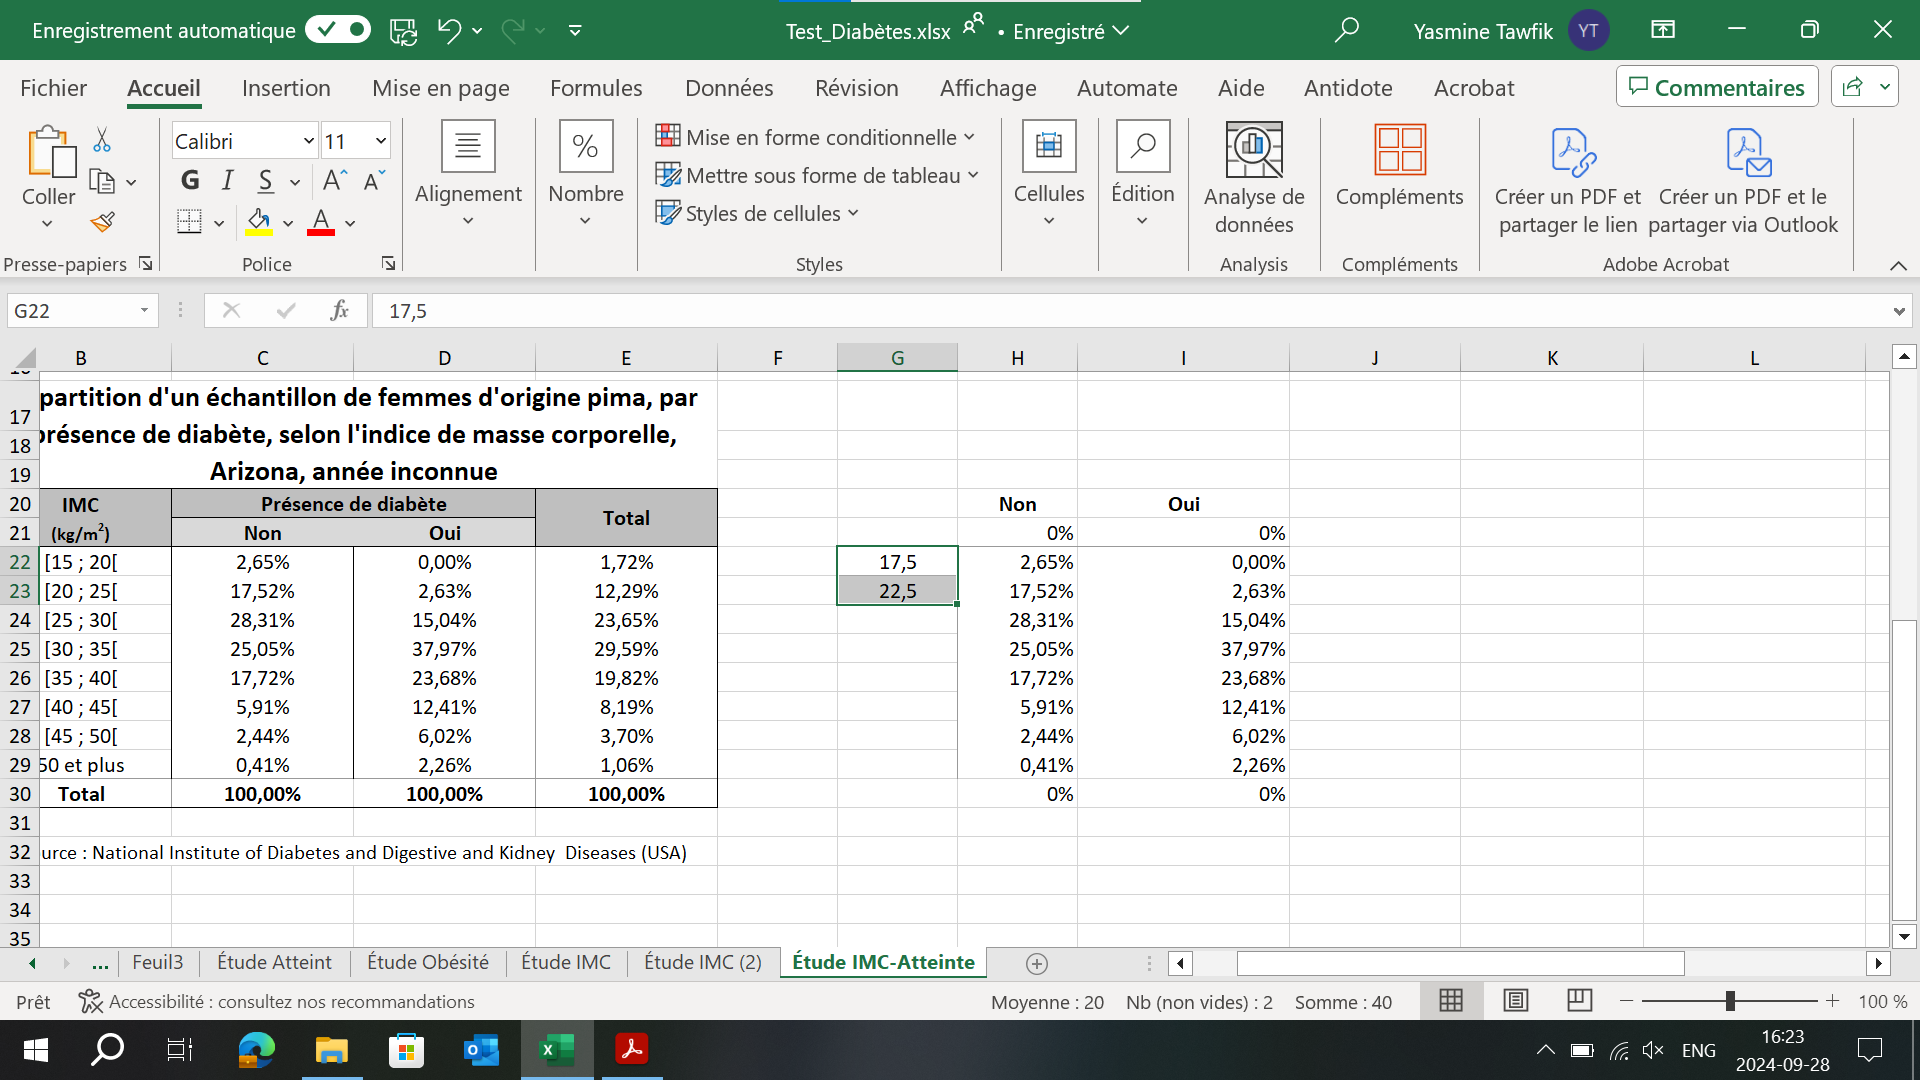 Enregistrement automatique
Test_Diabètes.xlsx • Enregistré
Yasmine Tawfik YT
Fichier Accueil Insertion Mise en page Formules Données Révision Affichage Automate Aide Antidote Acrobat
Commentaires
Coller
Presse-papiers
Calibri 11
G I S A A
A
Police
Alignement
%
Nombre
Mise en forme conditionnelle
Mettre sous forme de tableau
Styles de cellules
Styles
Cellules
Édition
Analyse de
données
Analysis
Compléments
Compléments
Créer un PDF et
partager le lien
Créer un PDF et le
partager via Outlook
Adobe Acrobat
G22 fx 17,5
B C D E F G H I J K L
17 partition d'un échantillon de femmes d'origine pima, par
18 présence de diabète, selon l'indice de masse corporelle,
19 Arizona, année inconnue
20 IMC Présence de diabète Total Non Oui
21 (kg/m²) Non Oui 0% 0%
22 [15 ; 20[ 2,65% 0,00% 1,72% 17,5 2,65% 0,00%
23 [20 ; 25[ 17,52% 2,63% 12,29% 22,5 17,52% 2,63%
24 [25 ; 30[ 28,31% 15,04% 23,65% 28,31% 15,04%
25 [30 ; 35[ 25,05% 37,97% 29,59% 25,05% 37,97%
26 [35 ; 40[ 17,72% 23,68% 19,82% 17,72% 23,68%
27 [40 ; 45[ 5,91% 12,41% 8,19% 5,91% 12,41%
28 [45 ; 50[ 2,44% 6,02% 3,70% 2,44% 6,02%
29 50 et plus 0,41% 2,26% 1,06% 0,41% 2,26%
30 Total 100,00% 100,00% 100,00% 0% 0%
31
32 urce : National Institute of Diabetes and Digestive and Kidney Diseases (USA)
33
34
35
... Feuil3 Étude Atteint Étude Obésité Étude IMC Étude IMC (2) Étude IMC-Atteinte
Prêt Accessibilité : consultez nos recommandations Moyenne : 20 Nb (non vides) : 2 Somme : 40 100 %
ENG 16:23
2024-09-28